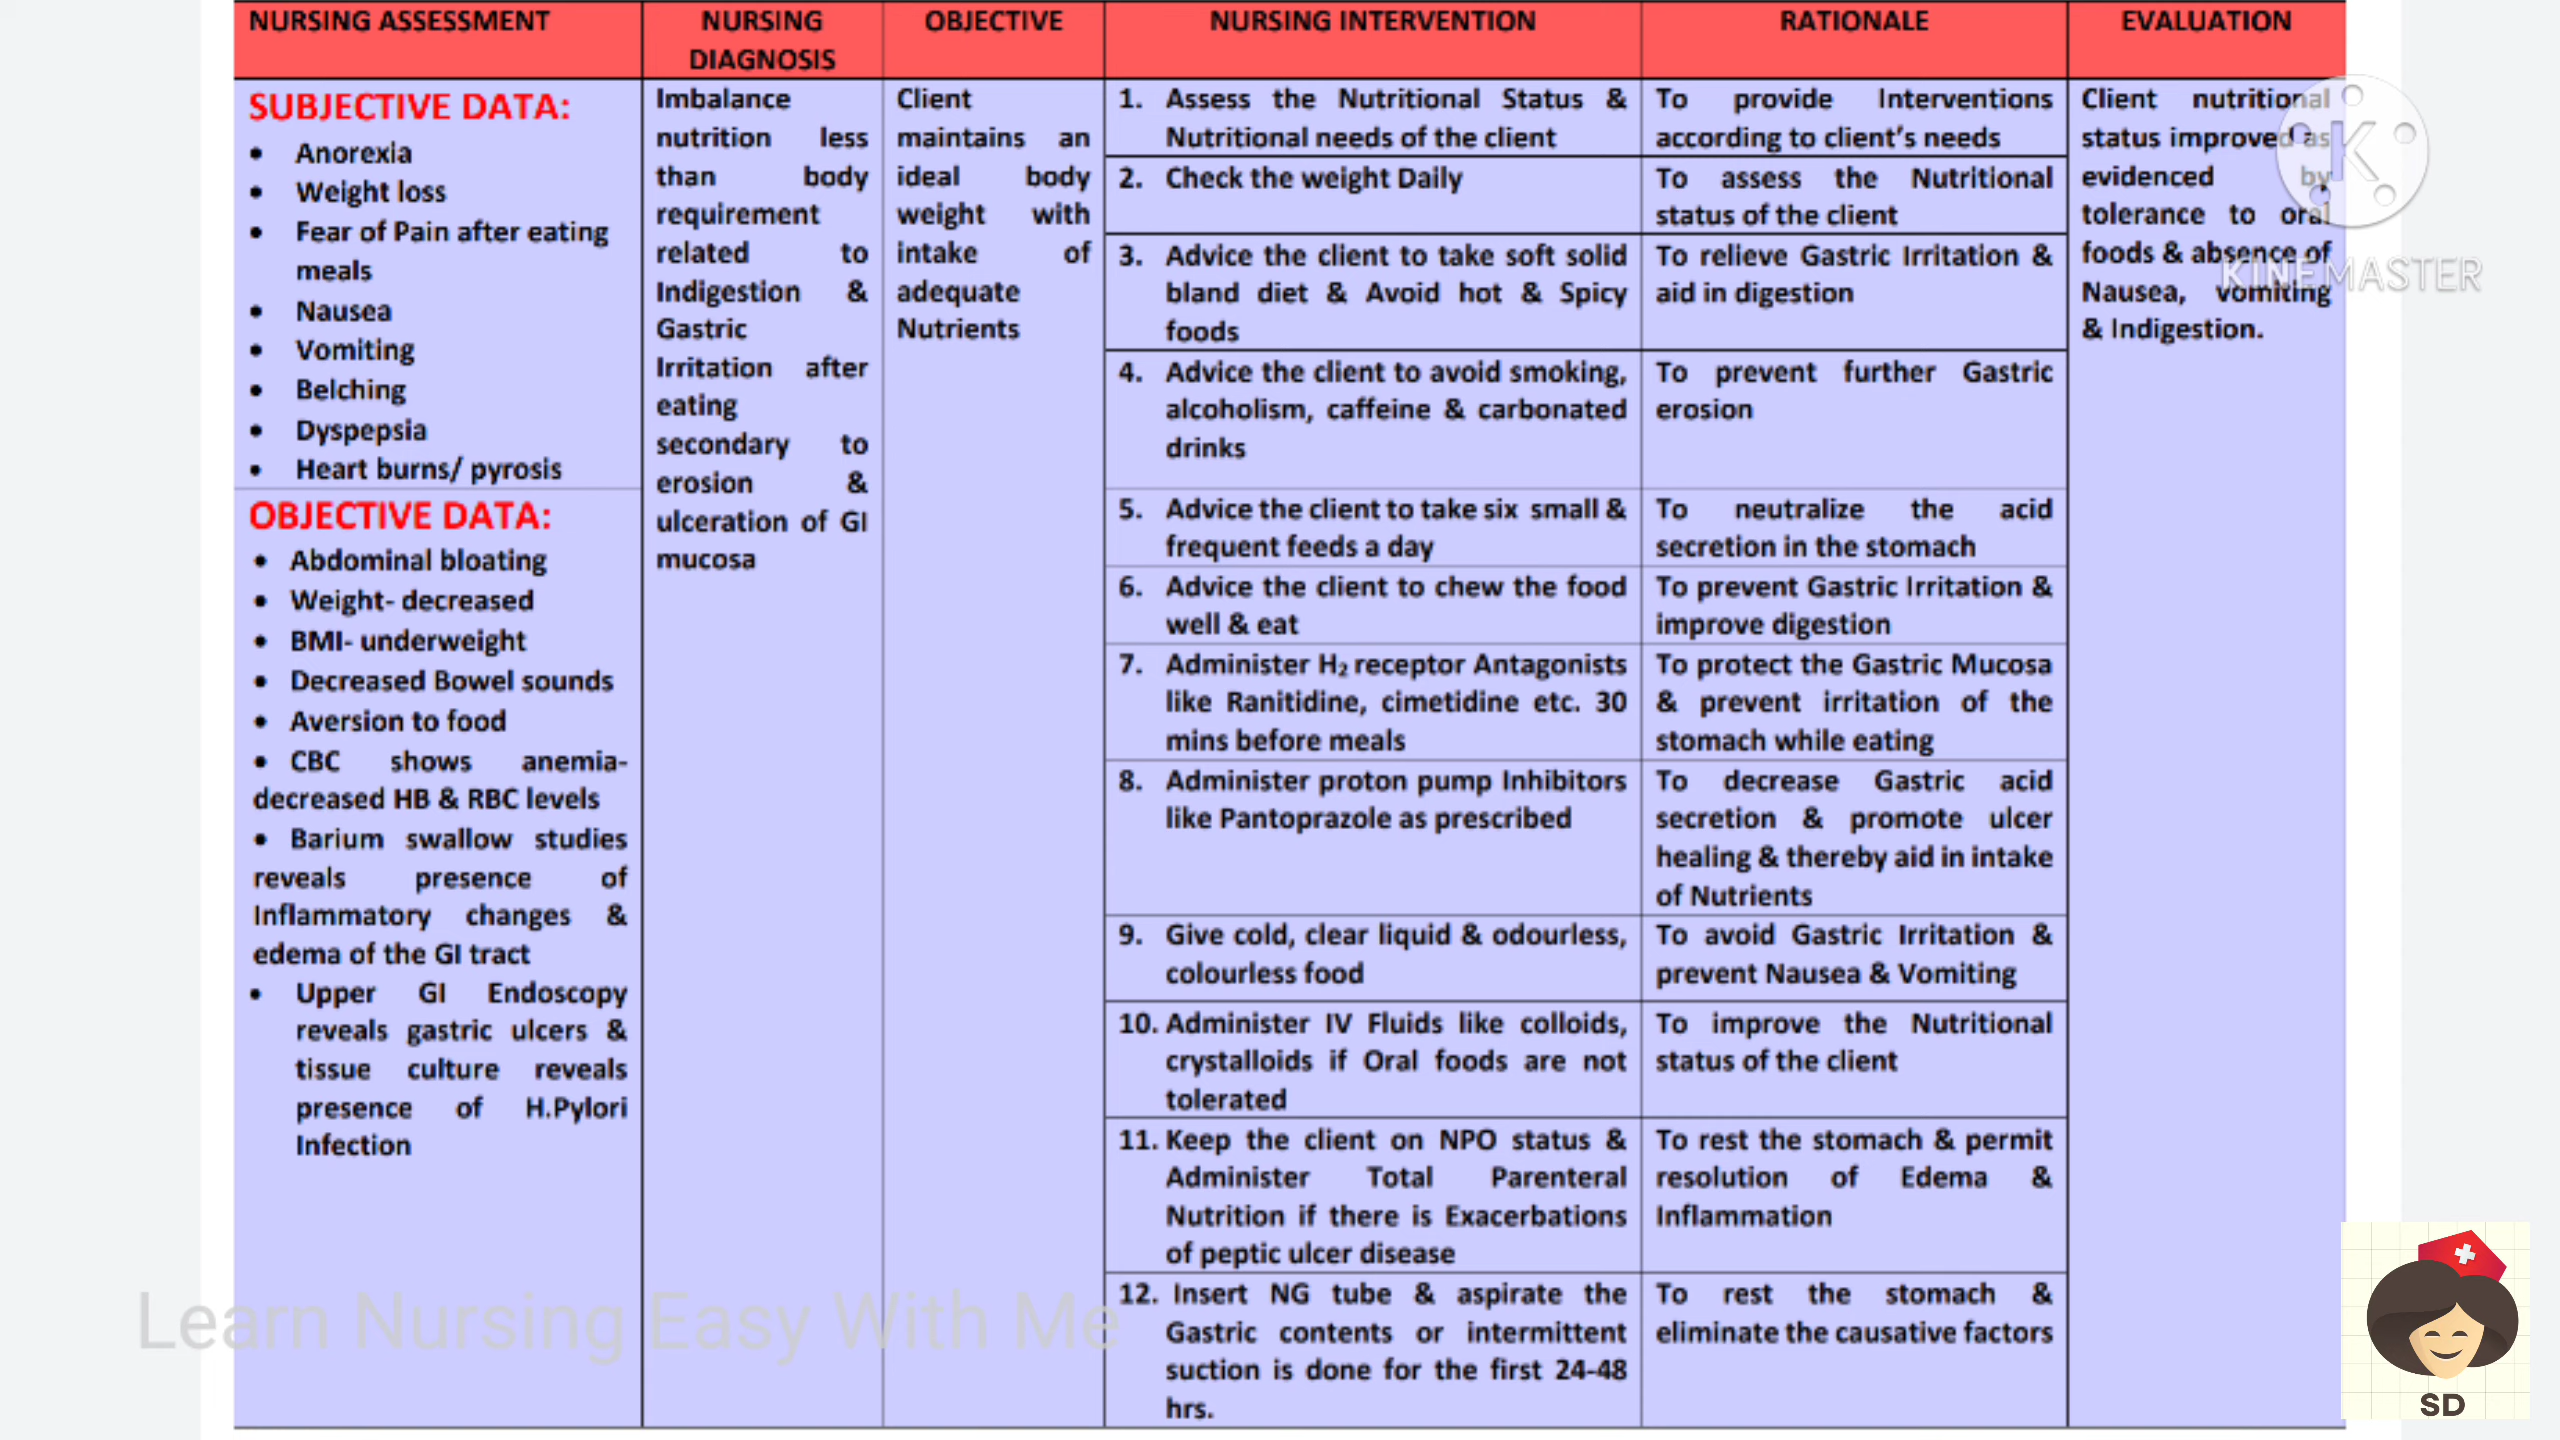 NURSING ASSESSMENT
NURSING
DIAGNOSIS
OBJECTIVE
NURSING INTERVENTION
RATIONALE
EVALUATION
SUBJECTIVE DATA:
• Anorexia
• Weight loss
• Fear of Pain after eating
meals
• Nausea
• Vomiting
• Belching
• Dyspepsia
• Heart burns/ pyrosis
OBJECTIVE DATA:
• Abdominal bloating
• Weight- decreased
• BMI- underweight
• Decreased Bowel sounds
• Aversion to food
• CBC shows anemia-
decreased HB & RBC levels
• Barium swallow studies
reveals presence of
Inflammatory changes &
edema of the GI tract
• Upper GI Endoscopy
reveals gastric ulcers &
tissue culture reveals
presence of H.Pylori
Infection
Imbalance
nutrition less
than body
requirement
related to
Indigestion &
Gastric
Irritation after
eating
secondary to
erosion &
ulceration of GI
mucosa
Client
maintains an
ideal body
weight with
intake of
adequate
Nutrients
1. Assess the Nutritional Status &
Nutritional needs of the client
To provide Interventions
according to client's needs
2. Check the weight Daily
To assess the Nutritional
status of the client
3. Advice the client to take soft solid
bland diet & Avoid hot & Spicy
foods
To relieve Gastric Irritation &
aid in digestion
4. Advice the client to avoid smoking,
alcoholism, caffeine & carbonated
drinks
To prevent further Gastric
erosion
5. Advice the client to take six small &
frequent feeds a day
To neutralize the acid
secretion in the stomach
6. Advice the client to chew the food
well & eat
To prevent Gastric Irritation &
improve digestion
7. Administer H₂ receptor Antagonists
like Ranitidine, cimetidine etc. 30
mins before meals
To protect the Gastric Mucosa
& prevent irritation of the
stomach while eating
8. Administer proton pump Inhibitors
like Pantoprazole as prescribed
To decrease Gastric acid
secretion & promote ulcer
healing & thereby aid in intake
of Nutrients
9. Give cold, clear liquid & odourless,
colourless food
To avoid Gastric Irritation &
prevent Nausea & Vomiting
10. Administer IV Fluids like colloids,
crystalloids if Oral foods are not
tolerated
To improve the Nutritional
status of the client
11. Keep the client on NPO status &
Administer Total Parenteral
Nutrition if there is Exacerbations
of peptic ulcer disease
To rest the stomach & permit
resolution of Edema &
Inflammation
12. Insert NG tube & aspirate the
Gastric contents or intermittent
suction is done for the first 24-48
hrs.
To rest the stomach &
eliminate the causative factors
Client nutritional
status improved as
evidenced by
tolerance to oral
foods & absence of
Nausea, vomiting
& Indigestion.
K
KINEMASTER
Learn Nursing Easy With Me
SD